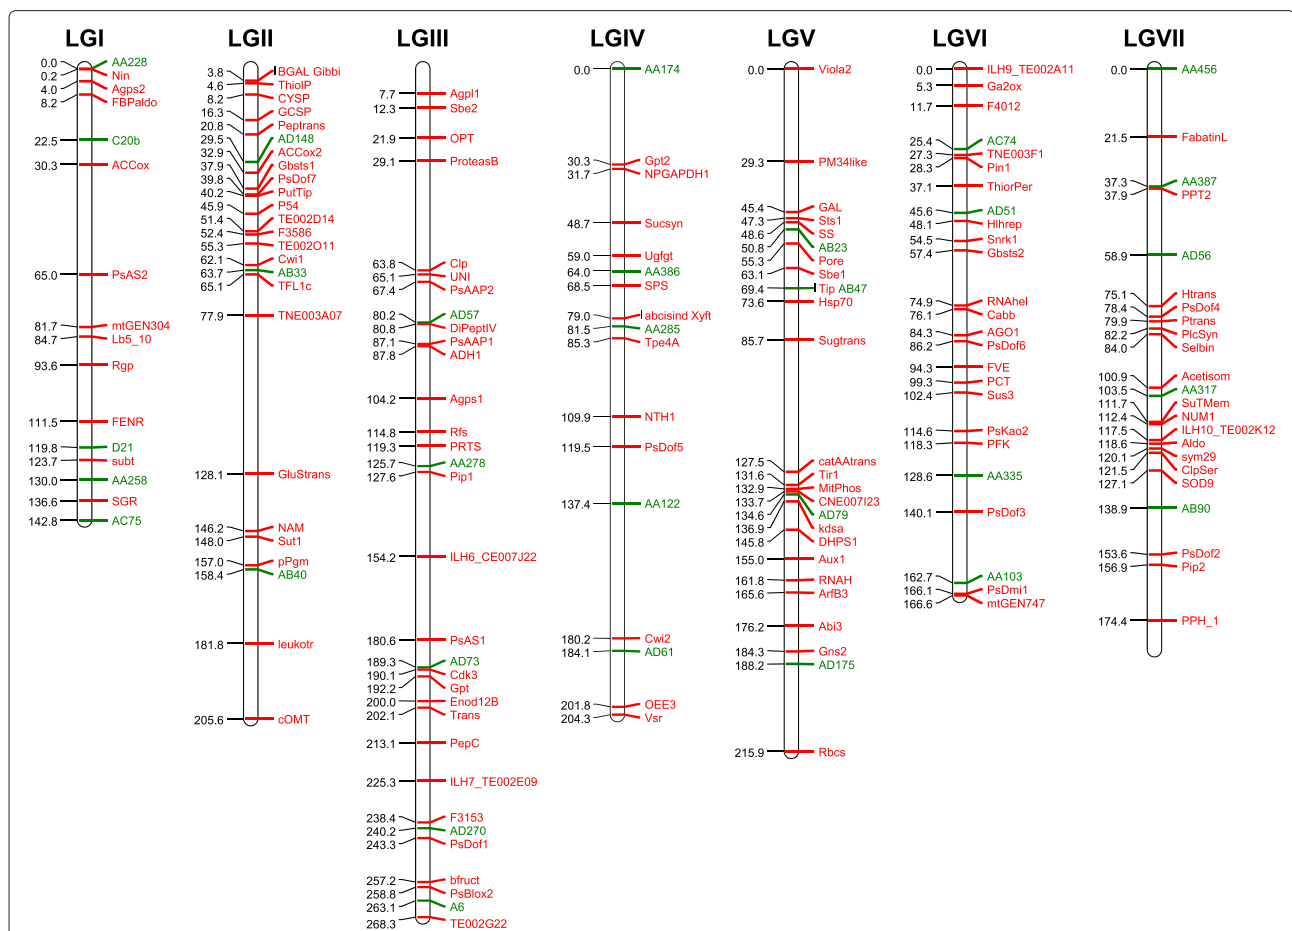 LGI
0.0 AA228
0.2 Nin
4.0 Agps2
8.2 FBPaldo
22.5 C20b
30.3 ACCox
65.0 PsAS2
81.7 mtGEN304
84.7 Lb5_10
93.6 Rgp
111.5 FENR
119.8 D21
123.7 subt
130.0 AA258
136.6 SGR
142.8 AC75
LGII
3.8 BGAL Gibbi
4.6 ThiolP
8.2 CYSP
16.3 GCSP
20.8 Peptrans
29.5 AD148
32.9 ACCox2
37.9 Gbsts1
39.8 PsDof7
40.2 PutTip
45.9 P54
51.4 TE002D14
52.4 F3586
55.3 TE002O11
62.1 Cwi1
63.7 AB33
65.1 TFL1c
77.9 TNE003A07
128.1 GluStrans
146.2 NAM
148.0 Sut1
157.0 pPgm
158.4 AB40
181.8 leukotr
205.6 cOMT
LGIII
7.7 Agpl1
12.3 Sbe2
21.9 OPT
29.1 ProteasB
63.8 Clp
65.1 UNI
67.4 PsAAP2
80.2 AD57
80.8 DiPeptIV
87.1 PsAAP1
87.8 ADH1
104.2 Agps1
114.8 Rfs
119.3 PRTS
125.7 AA278
127.6 Pip1
154.2 ILH6_CE007J22
180.6 PsAS1
189.3 AD73
190.1 Cdk3
192.2 Gpt
200.0 Enod12B
202.1 Trans
213.1 PepC
225.3 ILH7_TE002E09
238.4 F3153
240.2 AD270
243.3 PsDof1
257.2 bfruct
258.8 PsBlox2
263.1 A6
268.3 TE002G22
LGIV
0.0 AA174
30.3 Gpt2
31.7 NPGAPDH1
48.7 Sucsyn
59.0 Ugfgt
64.0 AA386
68.5 SPS
79.0 abcisind Xyft
81.5 AA285
85.3 Tpe4A
109.9 NTH1
119.5 PsDof5
137.4 AA122
180.2 Cwi2
184.1 AD61
201.8 OEE3
204.3 Vsr
LGV
0.0 Viola2
29.3 PM34like
45.4 GAL
47.3 Sts1
48.6 SS
50.8 AB23
55.3 Pore
63.1 Sbe1
69.4 Tip AB47
73.6 Hsp70
85.7 Sugtrans
127.5 catAAtrans
131.6 Tir1
132.9 MitPhos
133.7 CNE007I23
134.6 AD79
136.9 kdsa
145.8 DHPS1
155.0 Aux1
161.8 RNAH
165.6 ArfB3
176.2 Abi3
184.3 Gns2
188.2 AD175
215.9 Rbcs
LGVI
0.0 ILH9_TE002A11
5.3 Ga2ox
11.7 F4012
25.4 AC74
27.3 TNE003F1
28.3 Pin1
37.1 ThiorPer
45.6 AD51
48.1 Hlhrep
54.5 Snrk1
57.4 Gbsts2
74.9 RNAhel
76.1 Cabb
84.3 AGO1
86.2 PsDof6
94.3 FVE
99.3 PCT
102.4 Sus3
114.6 PsKao2
118.3 PFK
128.6 AA335
140.1 PsDof3
162.7 AA103
166.1 PsDmi1
166.6 mtGEN747
LGVII
0.0 AA456
21.5 FabatinL
37.3 AA387
37.9 PPT2
58.9 AD56
75.1 Htrans
78.4 PsDof4
79.9 Ptrans
82.2 PlcSyn
84.0 Selbin
100.9 Acetisom
103.5 AA317
111.7 SuTMem
112.4 NUM1
117.5 ILH10_TE002K12
118.6 Aldo
120.1 sym29
121.5 ClpSer
127.1 SOD9
138.9 AB90
153.6 PsDof2
156.9 Pip2
174.4 PPH_1